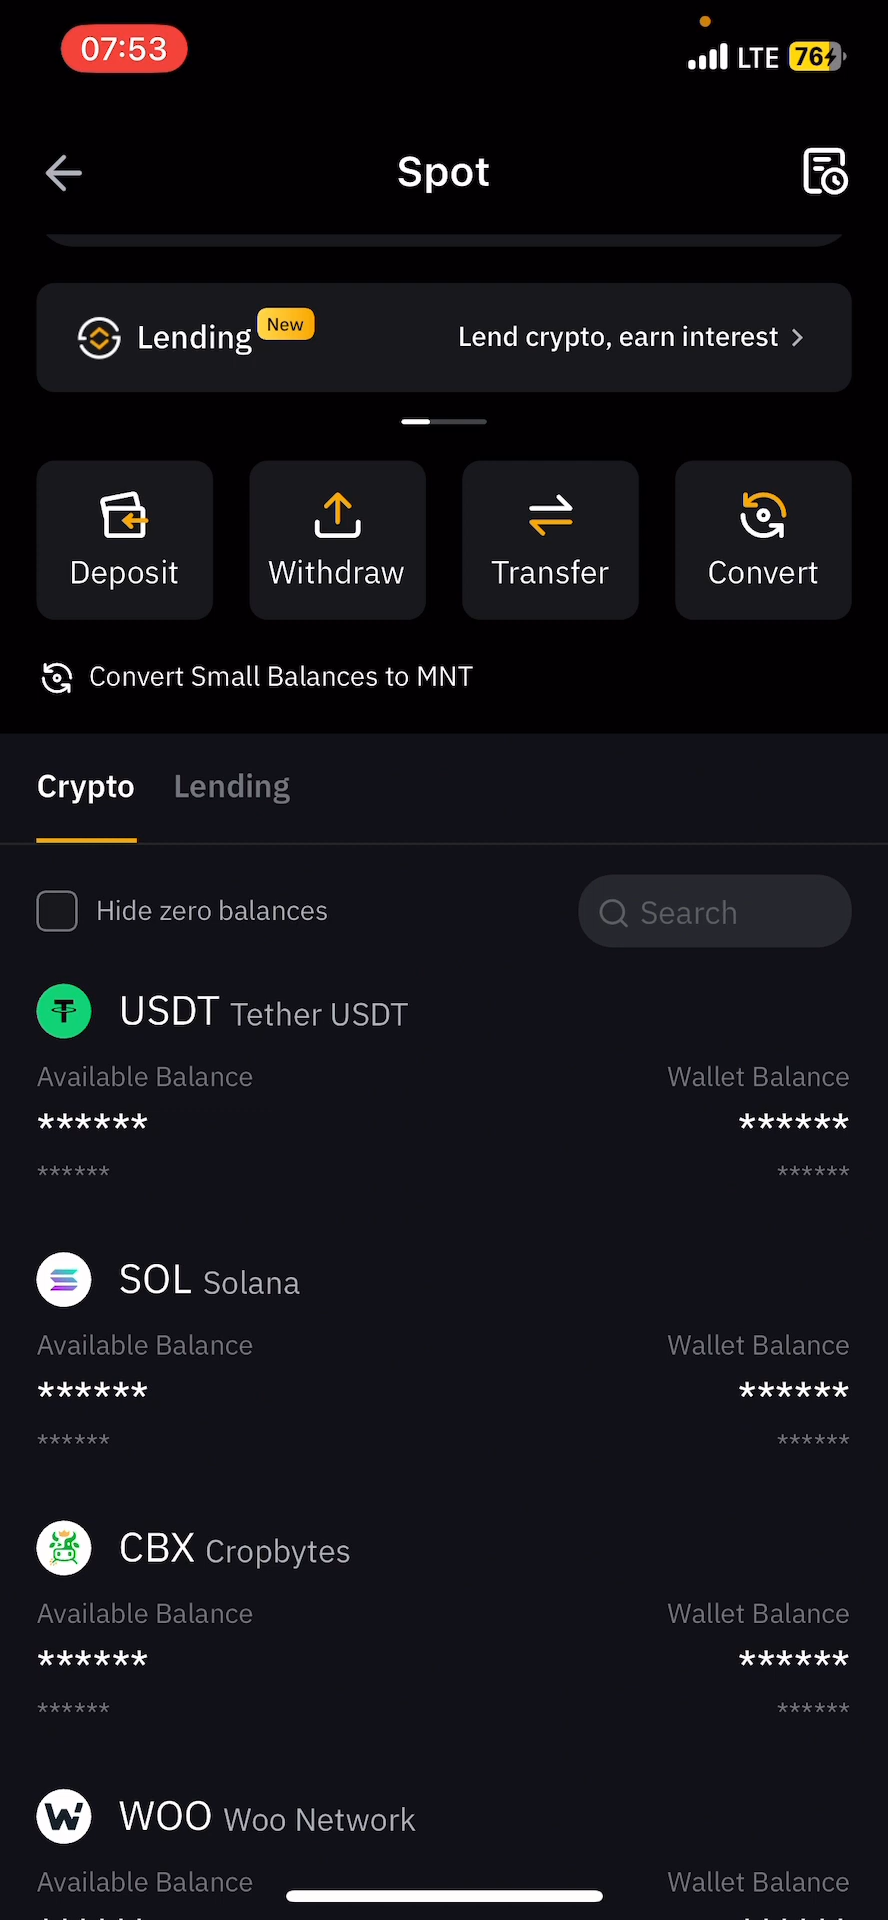 07:53
LTE 76
Spot
Lending New Lend crypto, earn interest
Deposit Withdraw Transfer Convert
Convert Small Balances to MNT
Crypto Lending
Hide zero balances Search
USDT Tether USDT
Available Balance Wallet Balance
****** ******
****** ******
SOL Solana
Available Balance Wallet Balance
****** ******
****** ******
CBX Cropbytes
Available Balance Wallet Balance
****** ******
****** ******
WOO Woo Network
Available Balance Wallet Balance